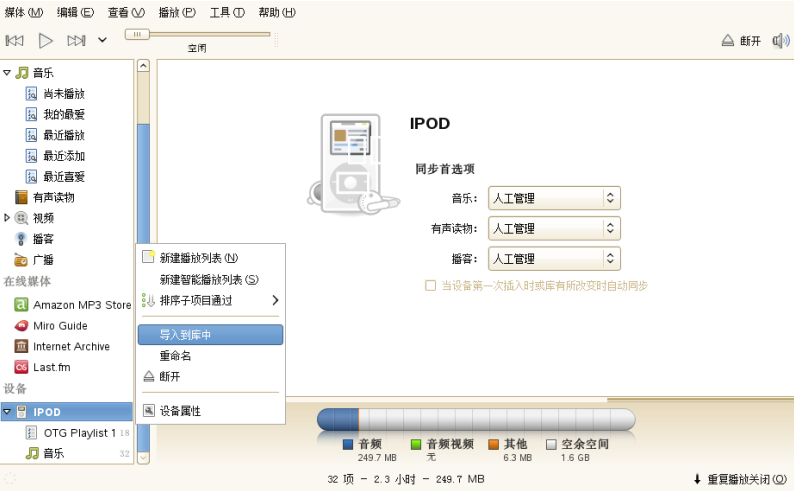 媒体(M) 编辑(E) 查看(V) 播放(P) 工具(T) 帮助(H)
空闲
断开
音乐
尚未播放
我的最爱
最近播放
最近添加
最近喜爱
有声读物
视频
播客
广播
在线媒体
Amazon MP3 Store
Miro Guide
Internet Archive
Last.fm
设备
IPOD
OTG Playlist 1 18
音乐 32
新建播放列表(N)
新建智能播放列表(S)
排序子项目通过
导入到库中
重命名
断开
设备属性
IPOD
同步首选项
音乐: 人工管理
有声读物: 人工管理
播客: 人工管理
当设备第一次插入时或库有所改变时自动同步
音频 音频视频 其他 空余空间
249.7 MB 无 6.3 MB 1.6 GB
32 项 – 2.3 小时 – 249.7 MB
重复播放关闭(O)